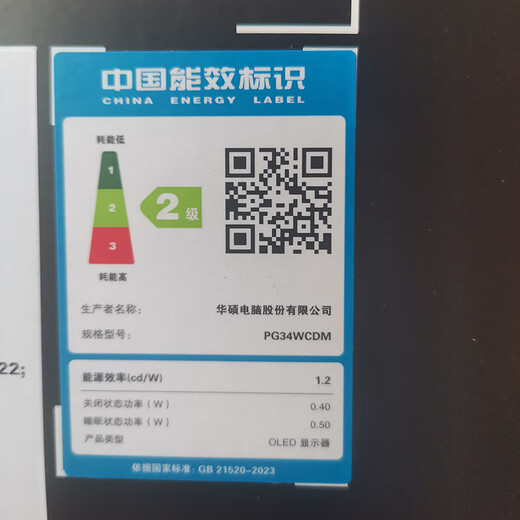 中国能效标识
CHINA ENERGY LABEL
耗能低
1
2
3
2级
耗能高
生产者名称： 华硕电脑股份有限公司
规格型号： PG34WCDM
能源效率(cd/W) 1.2
关闭状态功率（W） 0.40
睡眠状态功率（W） 0.50
产品类型 OLED 显示器
依据国家标准: GB 21520-2023
22;